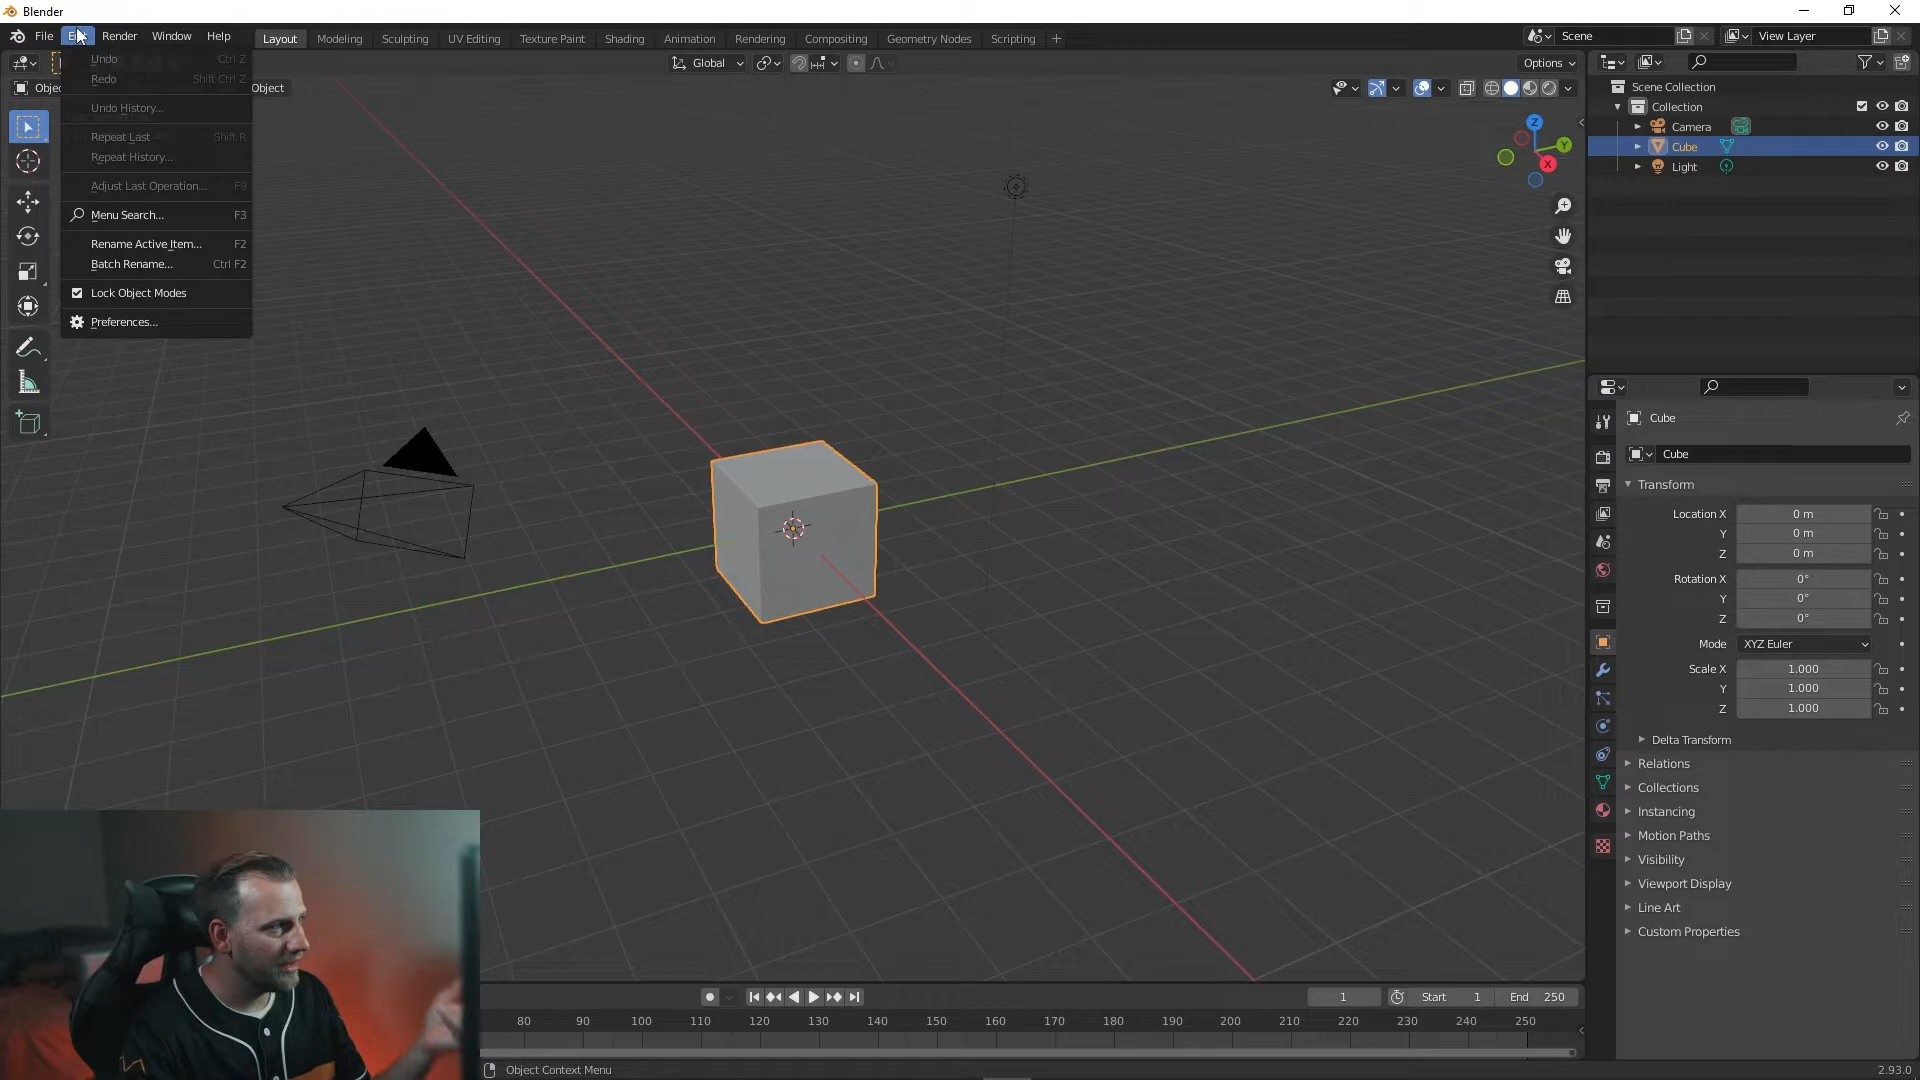 Blender
File Render Window Help Layout Modeling Sculpting UV Editing Texture Paint Shading Animation Rendering Compositing Geometry Nodes Scripting + Scene View Layer
Undo Ctrl Z
Redo Shift Ctrl Z
Undo History...
Repeat Last Shift R
Repeat History...
Adjust Last Operation... F9
Menu Search... F3
Rename Active Item... F2
Batch Rename... Ctrl F2
Lock Object Modes
Preferences...
Global
Options
Object
Z
Y
X
Scene Collection
Collection
Camera
Cube
Light
Cube
Cube
Transform
Location X 0 m
Y 0 m
Z 0 m
Rotation X 0°
Y 0°
Z 0°
Mode XYZ Euler
Scale X 1.000
Y 1.000
Z 1.000
Delta Transform
Relations
Collections
Instancing
Motion Paths
Visibility
Viewport Display
Line Art
Custom Properties
1 Start 1 End 250
80 90 100 110 120 130 140 150 160 170 180 190 200 210 220 230 240 250
Object Context Menu
2.93.0